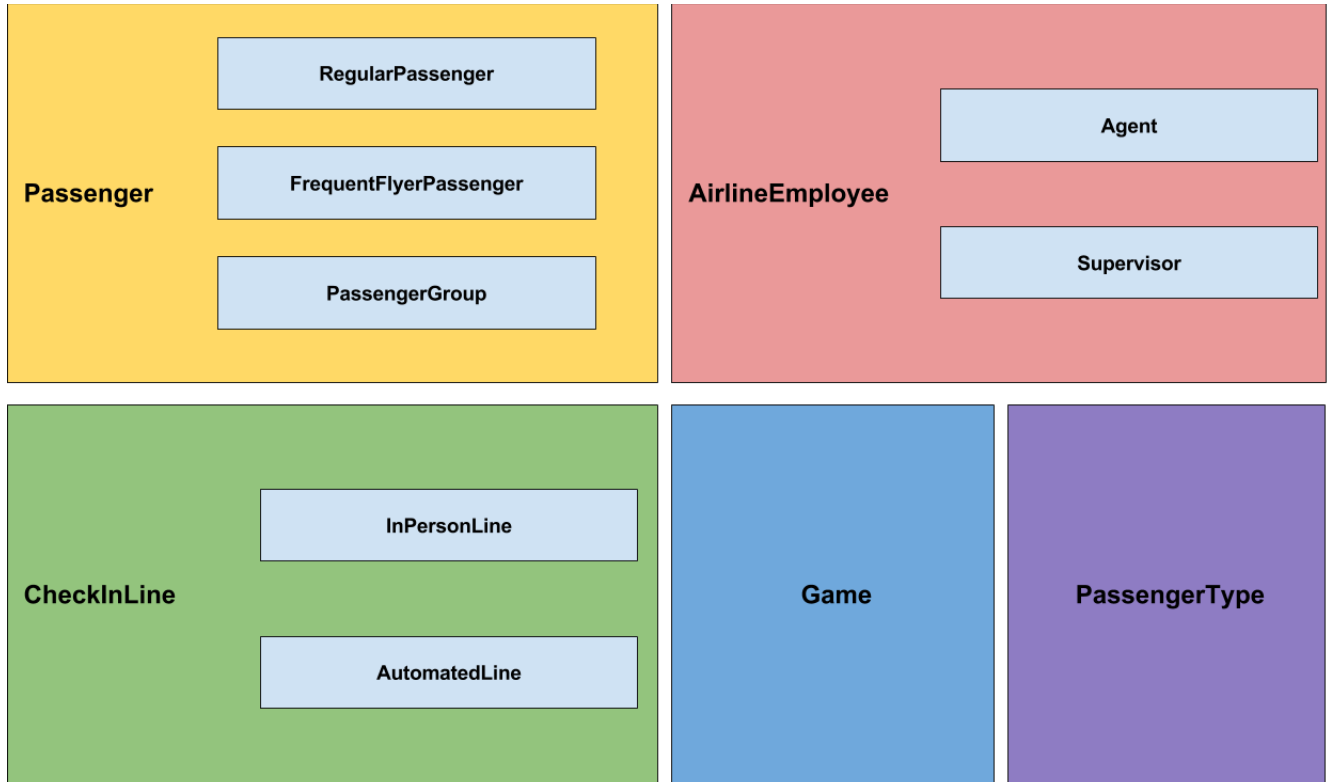 RegularPassenger
FrequentFlyerPassenger
Passenger
PassengerGroup
Agent
AirlineEmployee
Supervisor
InPersonLine
CheckInLine
AutomatedLine
Game
PassengerType